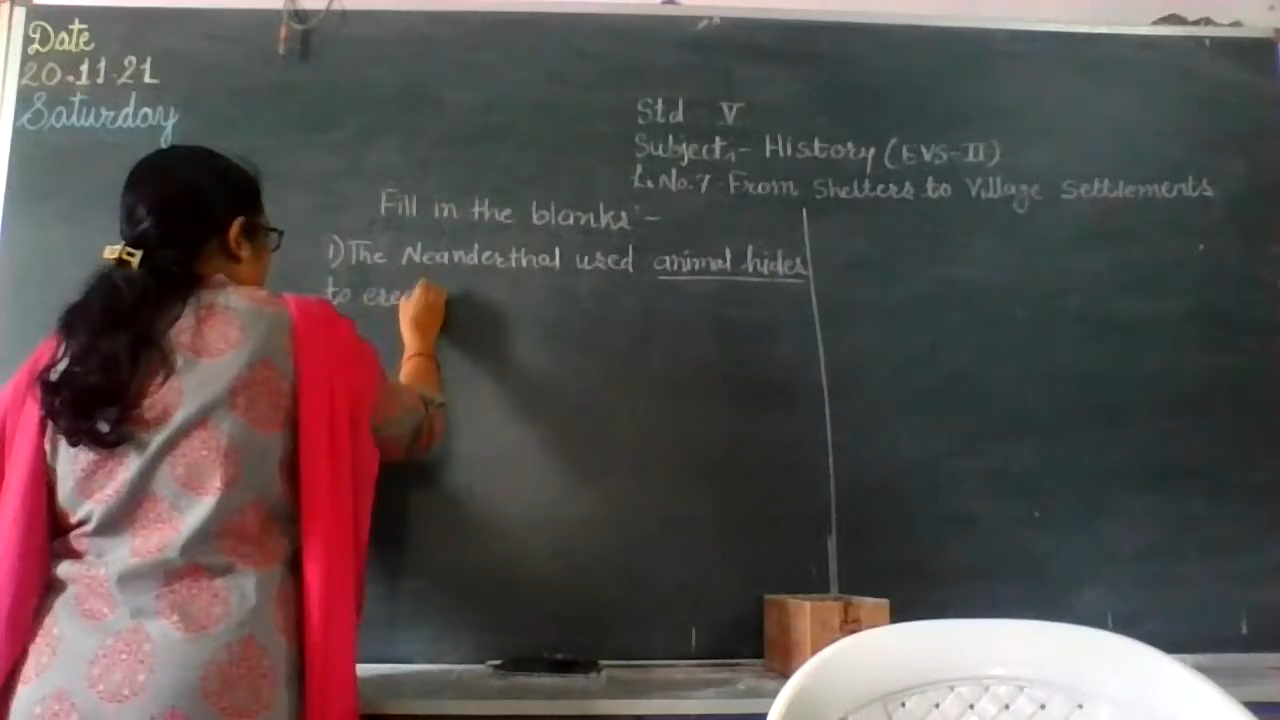 Date
20.11.21
Saturday
Std V
Subject:- History (EVS-II)
L.No.7. From Shelters to Village Settlements
Fill in the blanks:-
1) The Neanderthal used animal hides
to erec